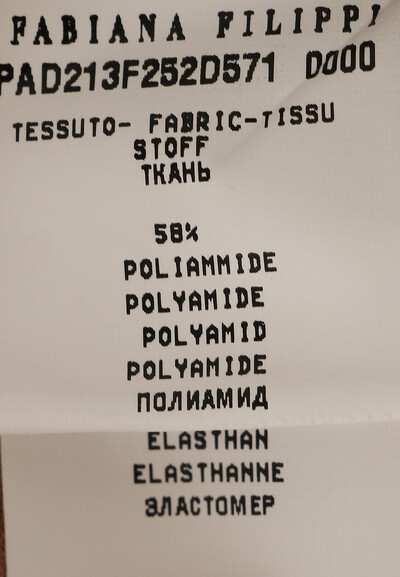 FABIANA FILIPPI
PAD213F252D571 D000
TESSUTO- FABRIC-TISSU
STOFF
ТКАНЬ
58%
POLIAMMIDE
POLYAMIDE
POLYAMID
POLYAMIDE
ПОЛИАМИД
ELASTHAN
ELASTHANNE
ЭЛАСТОМЕР